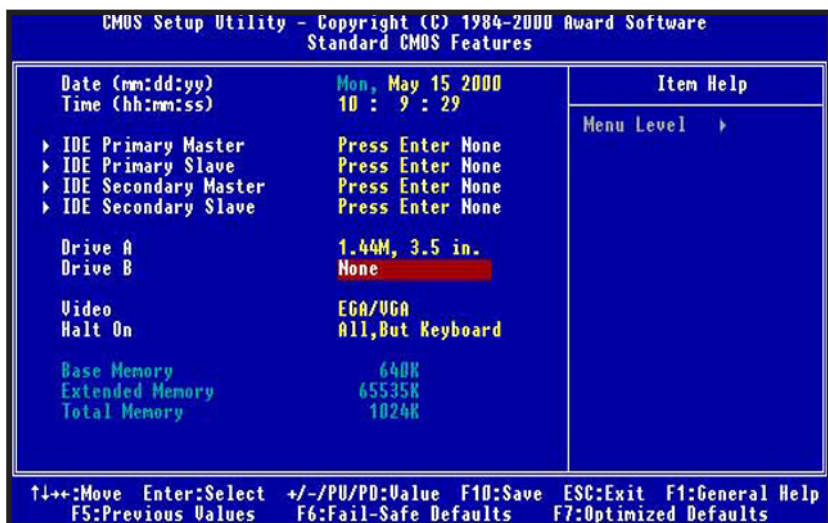 CMOS Setup Utility - Copyright (C) 1984-2000 Award Software
Standard CMOS Features
Date (mm:dd:yy) Mon, May 15 2000
Time (hh:mm:ss) 10 : 9 : 29
▶ IDE Primary Master Press Enter None
▶ IDE Primary Slave Press Enter None
▶ IDE Secondary Master Press Enter None
▶ IDE Secondary Slave Press Enter None
Drive A 1.44M, 3.5 in.
Drive B None
Video EGA/VGA
Halt On All,But Keyboard
Base Memory 640K
Extended Memory 65535K
Total Memory 1024K
Item Help
Menu Level ▶
↑↓→←:Move Enter:Select +/-/PU/PD:Value F10:Save ESC:Exit F1:General Help
F5:Previous Values F6:Fail-Safe Defaults F7:Optimized Defaults